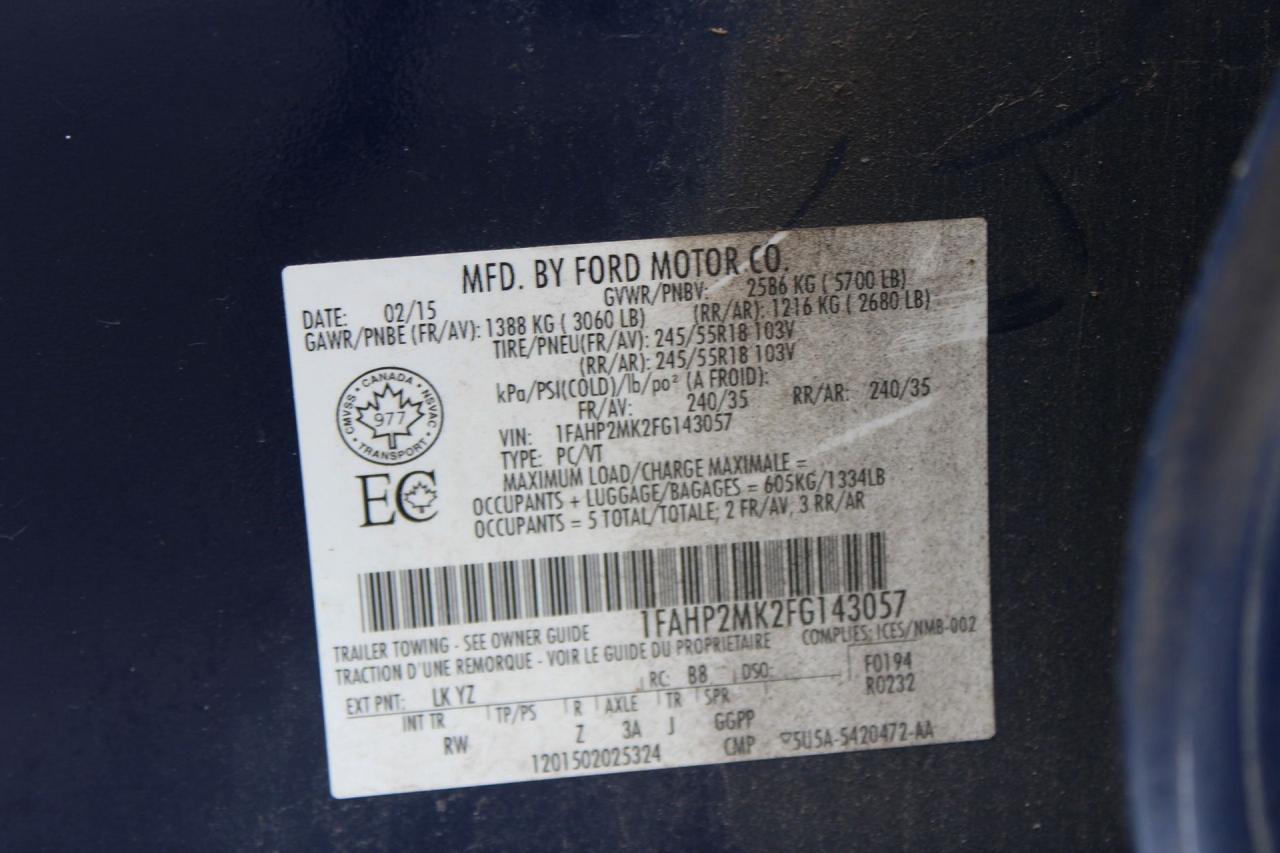 MFD. BY FORD MOTOR CO.
DATE: 02/15 GVWR/PNBV: 2586 KG ( 5700 LB)
GAWR/PNBE (FR/AV): 1388 KG ( 3060 LB) (RR/AR): 1216 KG ( 2680 LB)
TIRE/PNEU(FR/AV): 245/55R18 103V
(RR/AR): 245/55R18 103V
kPa/PSI(COLD)/lb/po² (A FROID):
FR/AV: 240/35 RR/AR: 240/35
VIN: 1FAHP2MK2FG143057
TYPE: PC/VT
MAXIMUM LOAD/CHARGE MAXIMALE =
OCCUPANTS + LUGGAGE/BAGAGES = 605KG/1334LB
OCCUPANTS = 5 TOTAL/TOTALE; 2 FR/AV, 3 RR/AR
CMVSS • CANADA • NSVAC • TRANSPORT •
977
EC
1FAHP2MK2FG143057
TRAILER TOWING - SEE OWNER GUIDE COMPLIES; ICES/NMB-002
TRACTION D'UNE REMORQUE - VOIR LE GUIDE DU PROPRIETAIRE
EXT PNT: LK YZ RC: B8 DSO: F0194
INT TR TP/PS R AXLE TR SPR R0232
RW Z 3A J GGPP
1201502025324 CMP 5U5A-5420472-AA